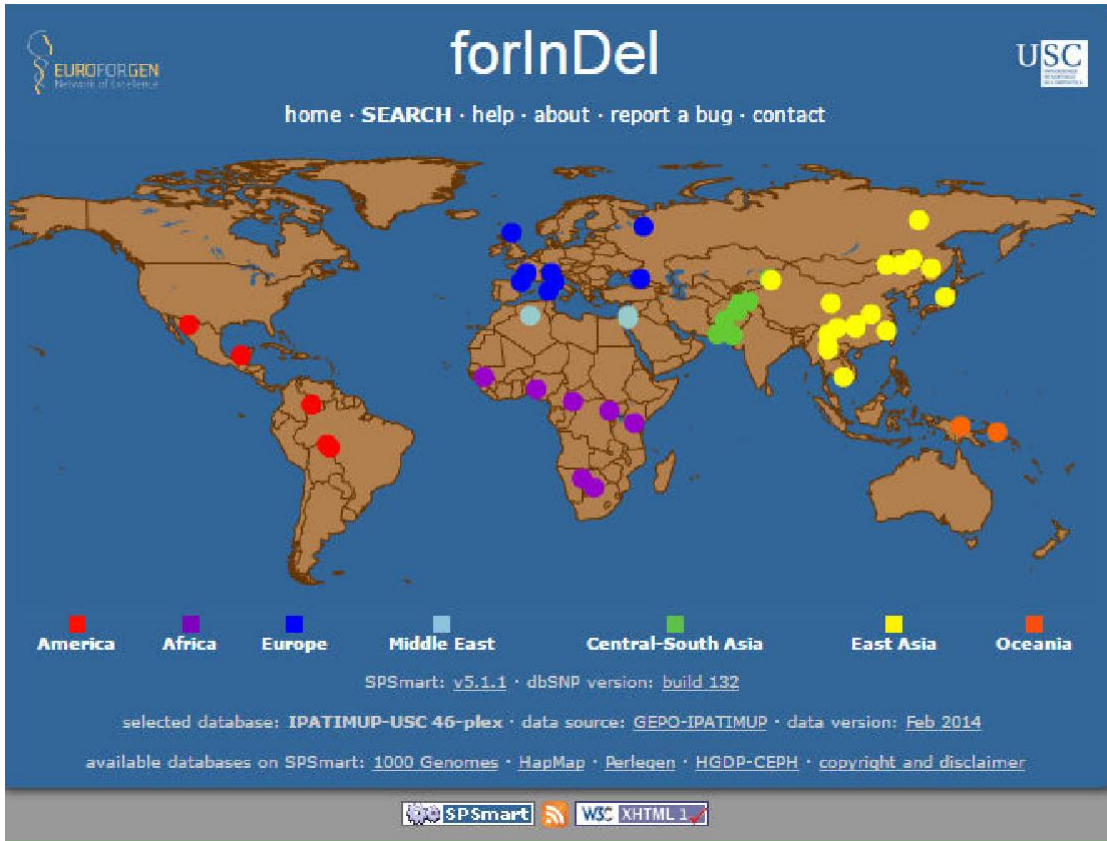 forInDel
EUROFORGEN
Network of Excellence
USC
home · SEARCH · help · about · report a bug · contact
America Africa Europe Middle East Central-South Asia East Asia Oceania
SPSmart: v5.1.1 · dbSNP version: build 132
selected database: IPATIMUP-USC 46-plex · data source: GEPO-IPATIMUP · data version: Feb 2014
available databases on SPSmart: 1000 Genomes · HapMap · Perlegen · HGDP-CEPH · copyright and disclaimer
SPSmart W3C XHTML 1